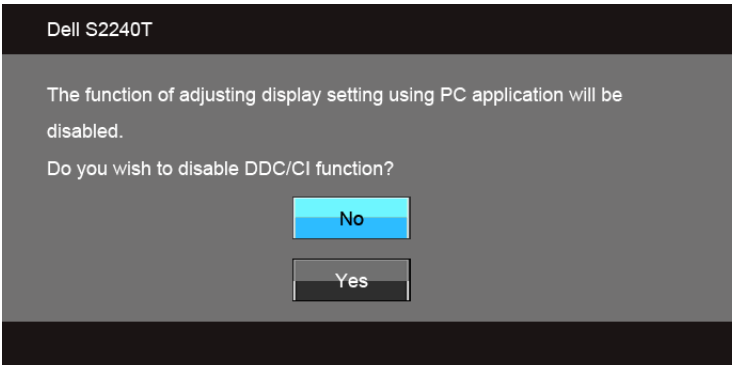 Dell S2240T
The function of adjusting display setting using PC application will be
disabled.
Do you wish to disable DDC/CI function?
No
Yes